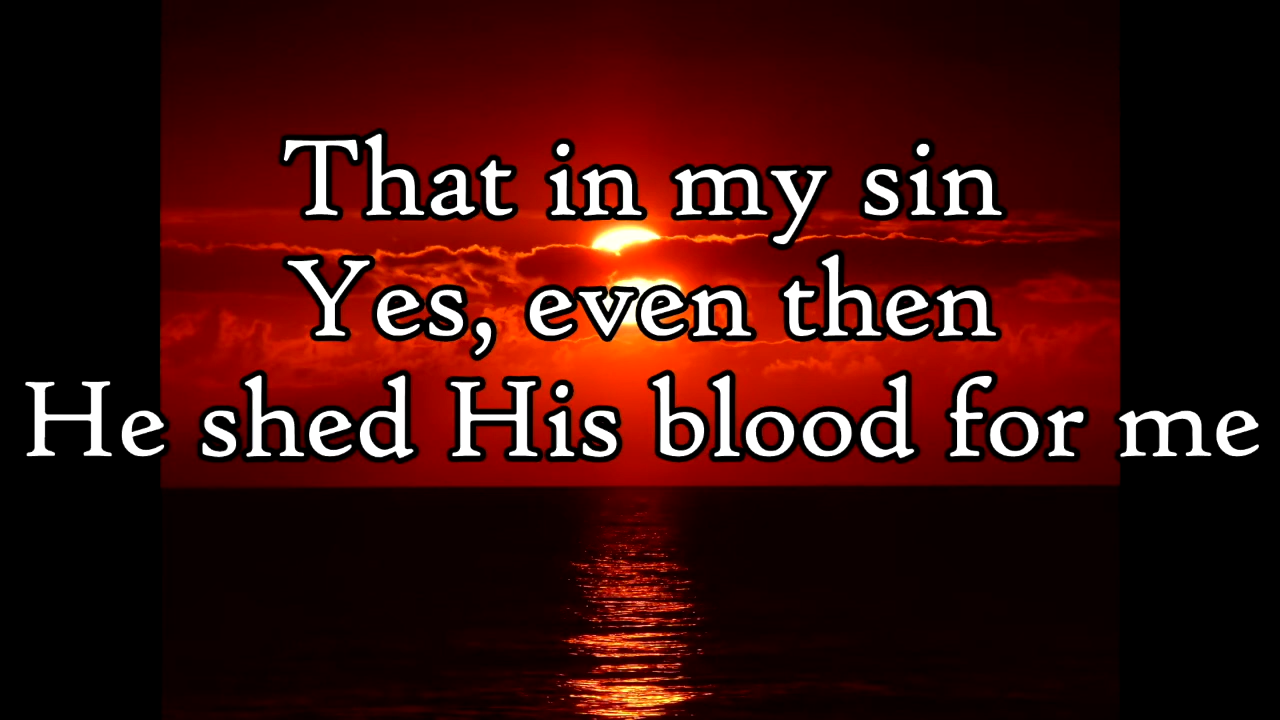 That in my sin
Yes, even then
He shed His blood for me